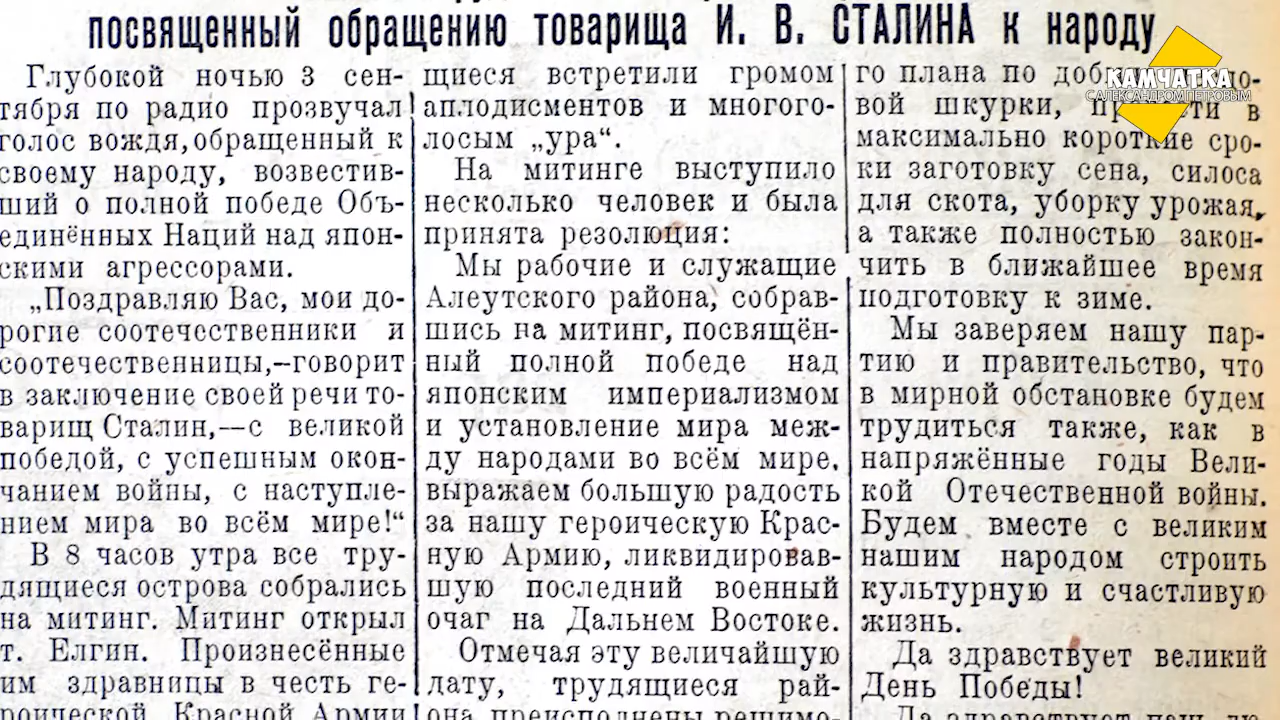 посвященный обращению товарища И. В. СТАЛИНА к народу
Глубокой ночью 3 сен-
тября по радио прозвучал
голос вождя, обращенный к
своему народу, возвестив-
ший о полной победе Объ-
единённых Наций над япон-
скими агрессорами.
„Поздравляю Вас, мои до-
рогие соотечественники и
соотечественницы,–говорит
в заключение своей речи то-
варищ Сталин,—с великой
победой, с успешным окон-
чанием войны, с наступле-
нием мира во всём мире!“
В 8 часов утра все тру-
дящиеся острова собрались
на митинг. Митинг открыл
т. Елгин. Произнесённые
им здравницы в честь ге-
роической Красной Армии
щиеся встретили громом
аплодисментов и многого-
лосым „ура“.
На митинге выступило
несколько человек и была
принята резолюция:
Мы рабочие и служащие
Алеутского района, собрав-
шись на митинг, посвящён-
ный полной победе над
японским империализмом
и установление мира меж-
ду народами во всём мире,
выражаем большую радость
за нашу героическую Крас-
ную Армию, ликвидировав-
шую последний военный
очаг на Дальнем Востоке.
Отмечая эту величайшую
дату, трудящиеся рай-
она преисполнены решимо-
го плана по
вой шкурки, в
максимально короткие сро-
ки заготовку сена, силоса
для скота, уборку урожая,
а также полностью закон-
чить в ближайшее время
подготовку к зиме.
Мы заверяем нашу пар-
тию и правительство, что
в мирной обстановке будем
трудиться также, как в
напряжённые годы Вели-
кой Отечественной войны.
Будем вместе с великим
нашим народом строить
культурную и счастливую
жизнь.
Да здравствует великий
День Победы!
Да здравствует
КАМЧАТКА
С АЛЕКСАНДРОМ ПЕТРОВЫМ